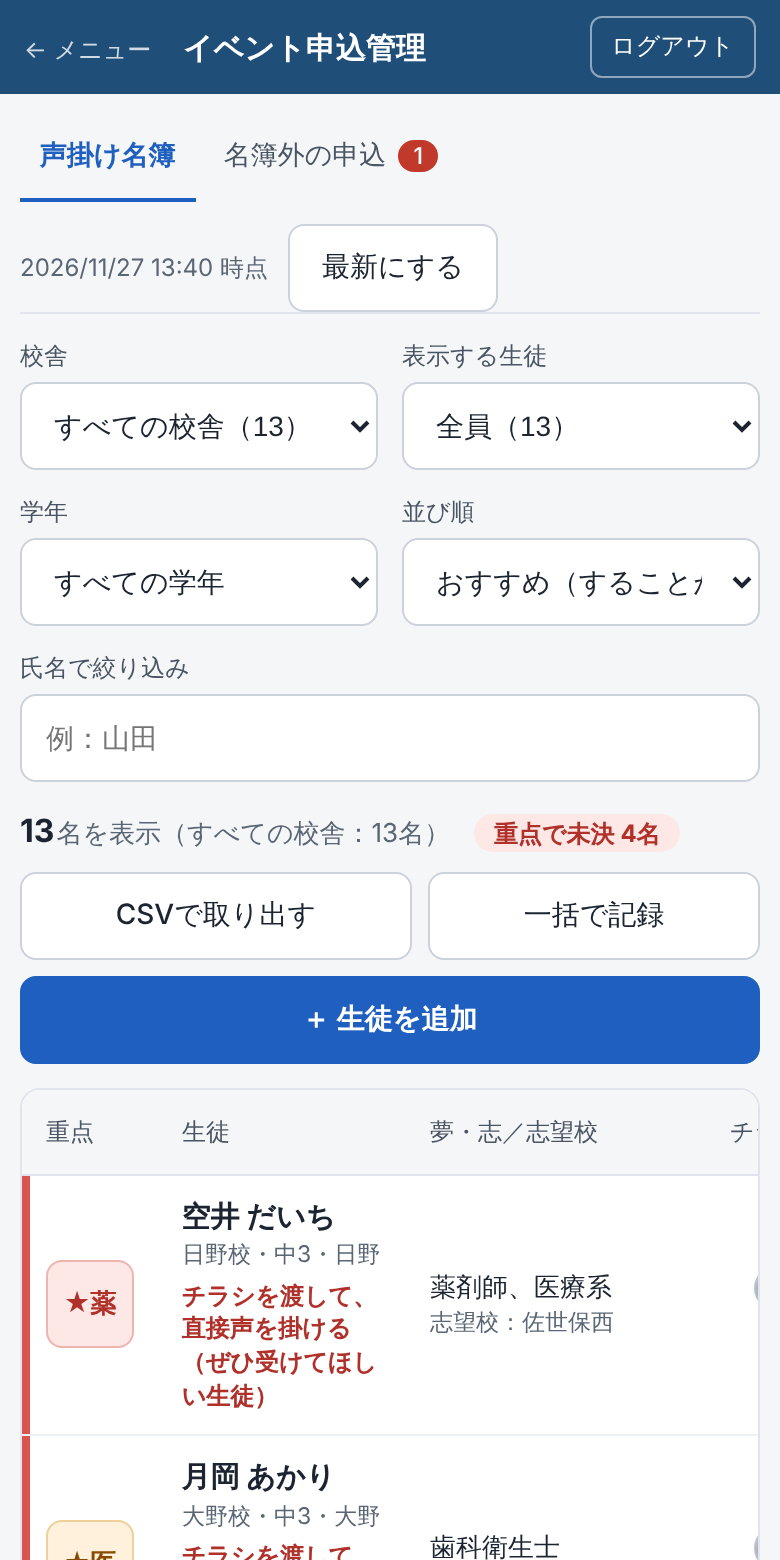 ← メニュー イベント申込管理 ログアウト
声掛け名簿 名簿外の申込 1
2026/11/27 13:40 時点 最新にする
校舎 表示する生徒
すべての校舎（13） 全員（13）
学年 並び順
すべての学年 おすすめ（すること
氏名で絞り込み
例：山田
13名を表示（すべての校舎：13名） 重点で未決 4名
CSVで取り出す 一括で記録
＋ 生徒を追加
重点 生徒 夢・志／志望校 チ
空井 だいち
日野校・中3・日野
★薬
チラシを渡して、
直接声を掛ける
（ぜひ受けてほし
い生徒）
薬剤師、医療系
志望校：佐世保西
月岡 あかり
大野校・中3・大野
★医
チラシを渡して
歯科衛生士